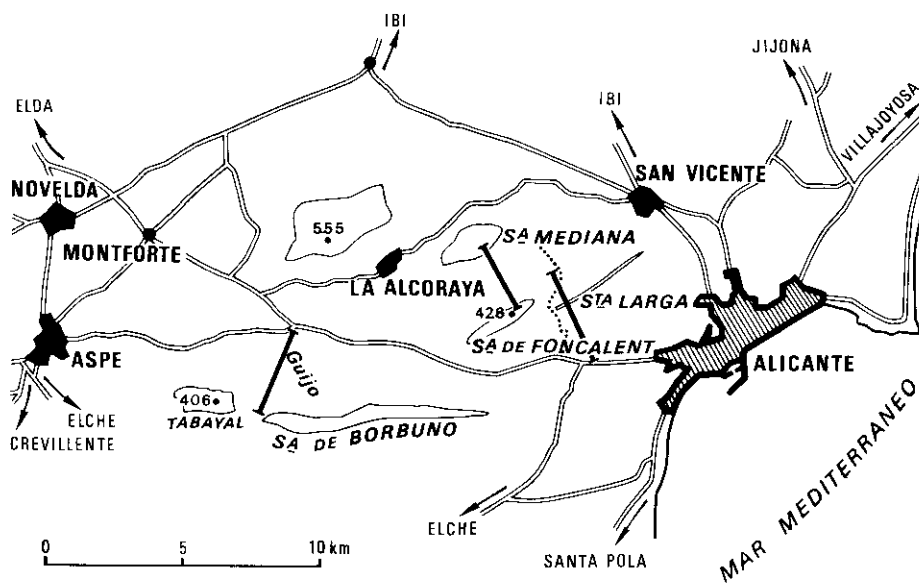 IBI
JIJONA
ELDA
IBI
VILLAJOYOSA
NOVELDA
SAN VICENTE
555
Sa MEDIANA
MONTFORTE
LA ALCORAYA
Sta LARGA
428
Sa DE FONCALENT
ASPE
Guijo
ALICANTE
406
TABAYAL
ELCHE
CREVILLENTE
Sa DE BORBUNO
ELCHE
SANTA POLA
MAR MEDITERRANEO
0 5 10 km